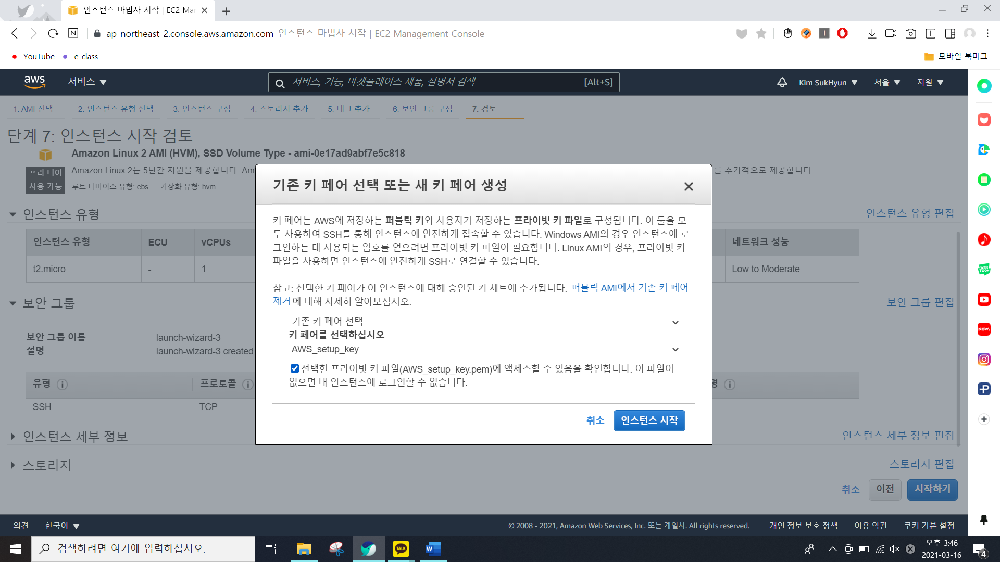 인스턴스 마법사 시작 | EC2 Mar
ap-northeast-2.console.aws.amazon.com 인스턴스 마법사 시작 | EC2 Management Console
YouTube e-class 모바일 북마크
aws 서비스 서비스, 기능, 마켓플레이스 제품, 설명서 검색 [Alt+S] Kim SukHyun 서울 지원
1. AMI 선택 2. 인스턴스 유형 선택 3. 인스턴스 구성 4. 스토리지 추가 5. 태그 추가 6. 보안 그룹 구성 7. 검토
단계 7: 인스턴스 시작 검토
Amazon Linux 2 AMI (HVM), SSD Volume Type - ami-0e17ad9abf7e5c818
프리 티어
사용 가능
Amazon Linux 2는 5년간 지원을 제공합니다. Am 를 추가적으로 제공합니다.
루트 디바이스 유형: ebs 가상화 유형: hvm
인스턴스 유형 인스턴스 유형 편집
인스턴스 유형 ECU vCPUs 네트워크 성능
t2.micro - 1 Low to Moderate
보안 그룹 보안 그룹 편집
보안 그룹 이름 launch-wizard-3
설명 launch-wizard-3 created
유형 프로토콜 명
SSH TCP
인스턴스 세부 정보 인스턴스 세부 정보 편집
스토리지 스토리지 편집
취소 이전 시작하기
기존 키 페어 선택 또는 새 키 페어 생성
키 페어는 AWS에 저장하는 퍼블릭 키와 사용자가 저장하는 프라이빗 키 파일로 구성됩니다. 이 둘을 모
두 사용하여 SSH를 통해 인스턴스에 안전하게 접속할 수 있습니다. Windows AMI의 경우 인스턴스에 로
그인하는 데 사용되는 암호를 얻으려면 프라이빗 키 파일이 필요합니다. Linux AMI의 경우, 프라이빗 키
파일을 사용하면 인스턴스에 안전하게 SSH로 연결할 수 있습니다.
참고: 선택한 키 페어가 이 인스턴스에 대해 승인된 키 세트에 추가됩니다. 퍼블릭 AMI에서 기존 키 페어
제거 에 대해 자세히 알아보십시오.
기존 키 페어 선택
키 페어를 선택하십시오
AWS_setup_key
선택한 프라이빗 키 파일(AWS_setup_key.pem)에 액세스할 수 있음을 확인합니다. 이 파일이
없으면 내 인스턴스에 로그인할 수 없습니다.
취소 인스턴스 시작
의견 한국어 © 2008 - 2021, Amazon Web Services, Inc. 또는 계열사. All rights reserved. 개인 정보 보호 정책 이용 약관 쿠키 기본 설정
WEB
TOON
NOW.
검색하려면 여기에 입력하십시오.
TALK
오후 3:46
2021-03-16
4